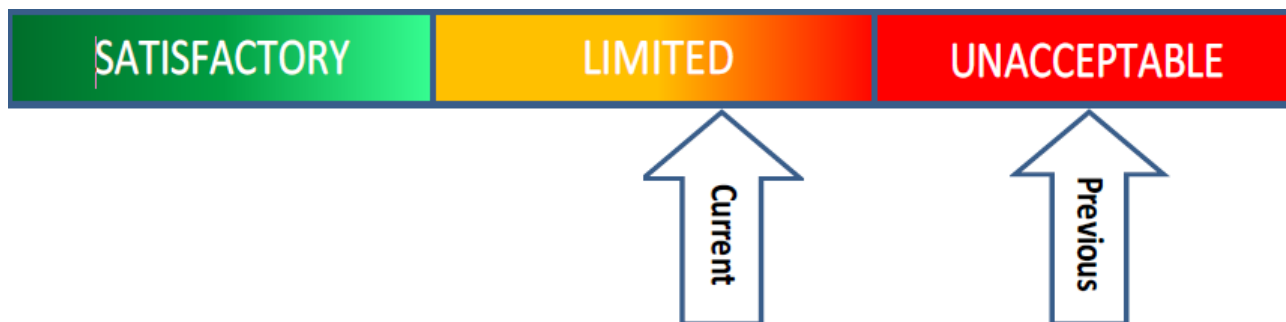 SATISFACTORY
LIMITED
UNACCEPTABLE
Current
Previous